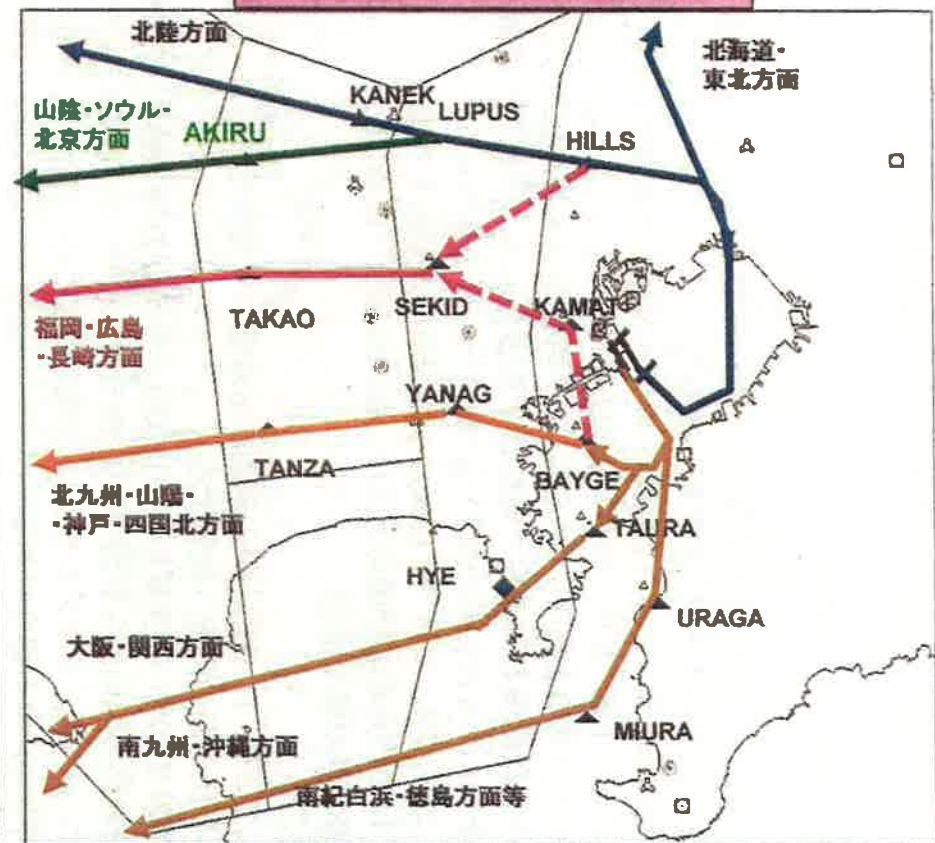 北陸方面
北海道・
東北方面
KANEK
LUPUS
山陰・ソウル・
北京方面
AKIRU
HILLS
TAKAO
SEKID
KAMAT
福岡・広島
・長崎方面
YANAG
TANZA
BAYGE
北九州・山陽・
・神戸・四国北方面
TAURA
HYE
URAGA
大阪・関西方面
MIURA
南九州・沖縄方面
南紀白浜・徳島方面等